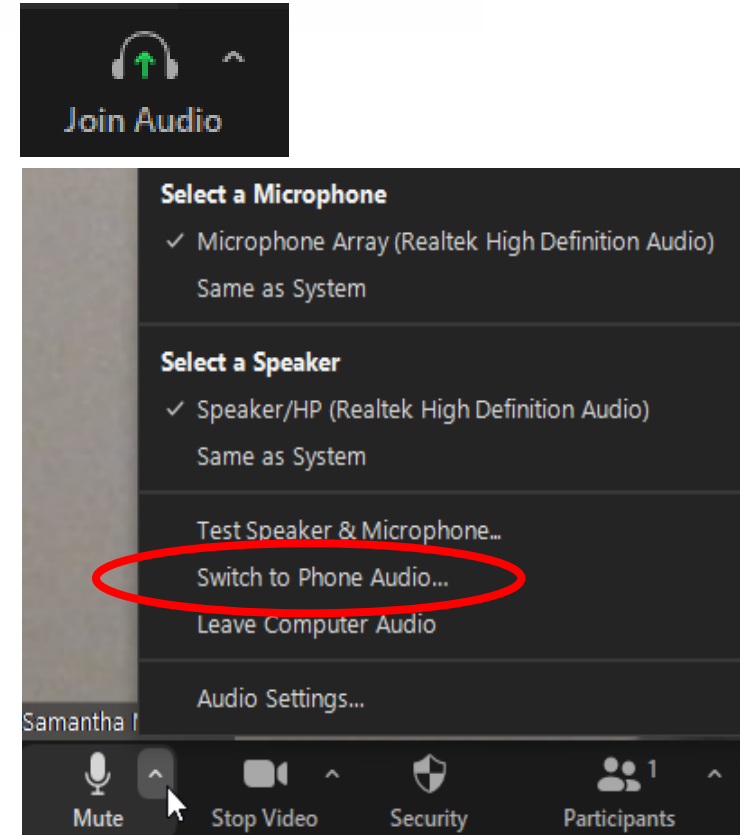 Join Audio
Select a Microphone
✓ Microphone Array (Realtek High Definition Audio)
Same as System
Select a Speaker
✓ Speaker/HP (Realtek High Definition Audio)
Same as System
Test Speaker & Microphone...
Switch to Phone Audio...
Leave Computer Audio
Audio Settings...
Samantha
1
Mute Stop Video Security Participants